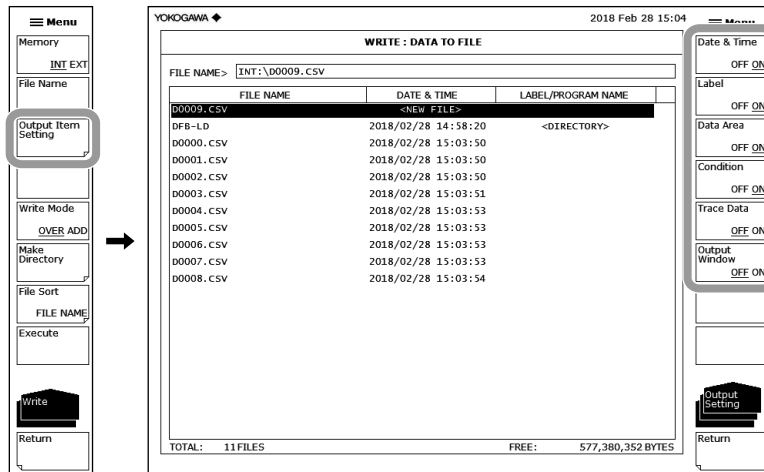 Menu
Memory
INT EXT
File Name
Output Item
Setting
Write Mode
OVER ADD
Make
Directory
File Sort
FILE NAME
Execute
Write
Return
YOKOGAWA
2018 Feb 28 15:04
WRITE : DATA TO FILE
FILE NAME> INT:\D0009.CSV
FILE NAME DATE & TIME LABEL/PROGRAM NAME
D0009.CSV <NEW FILE>
DFB-LD 2018/02/28 14:58:20 <DIRECTORY>
D0000.CSV 2018/02/28 15:03:50
D0001.CSV 2018/02/28 15:03:50
D0002.CSV 2018/02/28 15:03:50
D0003.CSV 2018/02/28 15:03:51
D0004.CSV 2018/02/28 15:03:53
D0005.CSV 2018/02/28 15:03:53
D0006.CSV 2018/02/28 15:03:53
D0007.CSV 2018/02/28 15:03:53
D0008.CSV 2018/02/28 15:03:54
TOTAL: 11FILES FREE: 577,380,352 BYTES
Menu
Date & Time
OFF ON
Label
OFF ON
Data Area
OFF ON
Condition
OFF ON
Trace Data
OFF ON
Output
Window
OFF ON
Output
Setting
Return